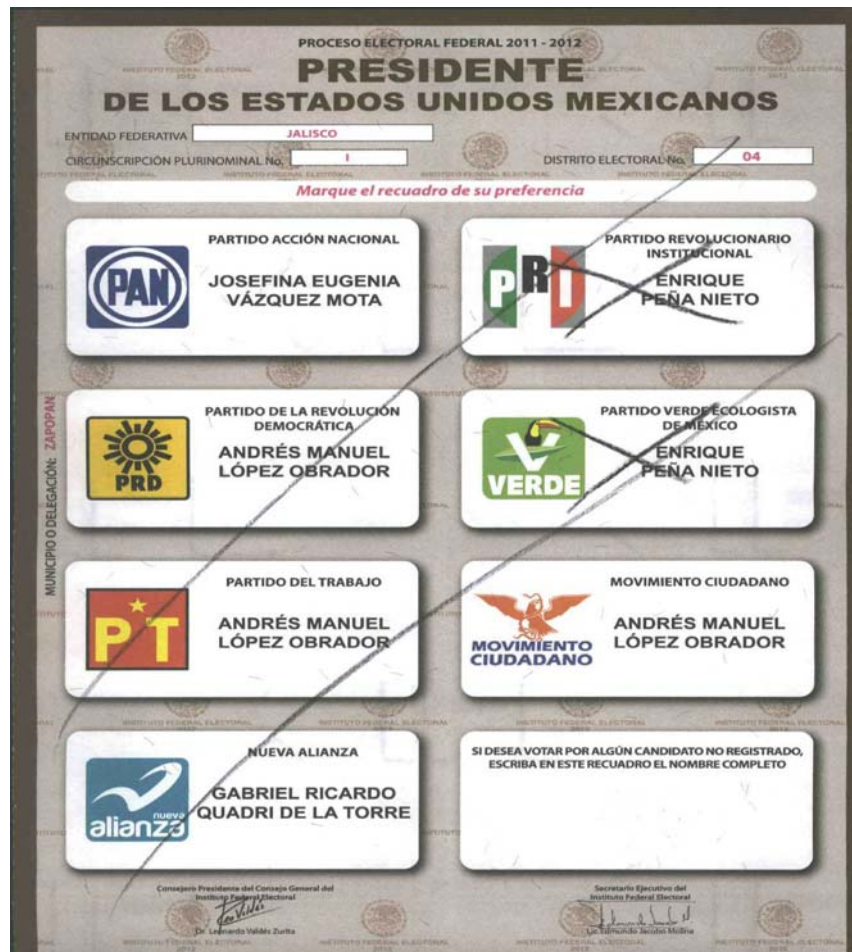 PROCESO ELECTORAL FEDERAL 2011 - 2012
PRESIDENTE
DE LOS ESTADOS UNIDOS MEXICANOS
ENTIDAD FEDERATIVA JALISCO
CIRCUNSCRIPCIÓN PLURINOMINAL No. I
DISTRITO ELECTORAL No. 04
Marque el recuadro de su preferencia
MUNICIPIO O DELEGACIÓN: ZAPOPAN
PAN
PARTIDO ACCIÓN NACIONAL
JOSEFINA EUGENIA
VÁZQUEZ MOTA
PRI
PARTIDO REVOLUCIONARIO
INSTITUCIONAL
ENRIQUE
PEÑA NIETO
PRD
PARTIDO DE LA REVOLUCIÓN
DEMOCRÁTICA
ANDRÉS MANUEL
LÓPEZ OBRADOR
VERDE
PARTIDO VERDE ECOLOGISTA
DE MÉXICO
ENRIQUE
PEÑA NIETO
PT
PARTIDO DEL TRABAJO
ANDRÉS MANUEL
LÓPEZ OBRADOR
MOVIMIENTO
CIUDADANO
MOVIMIENTO CIUDADANO
ANDRÉS MANUEL
LÓPEZ OBRADOR
nueva
alianza
NUEVA ALIANZA
GABRIEL RICARDO
QUADRI DE LA TORRE
SI DESEA VOTAR POR ALGÚN CANDIDATO NO REGISTRADO,
ESCRIBA EN ESTE RECUADRO EL NOMBRE COMPLETO
Consejero Presidente del Consejo General del
Instituto Federal Electoral
Dr. Leonardo Valdés Zurita
Secretario Ejecutivo del
Instituto Federal Electoral
Lic. Edmundo Jacobo Molina